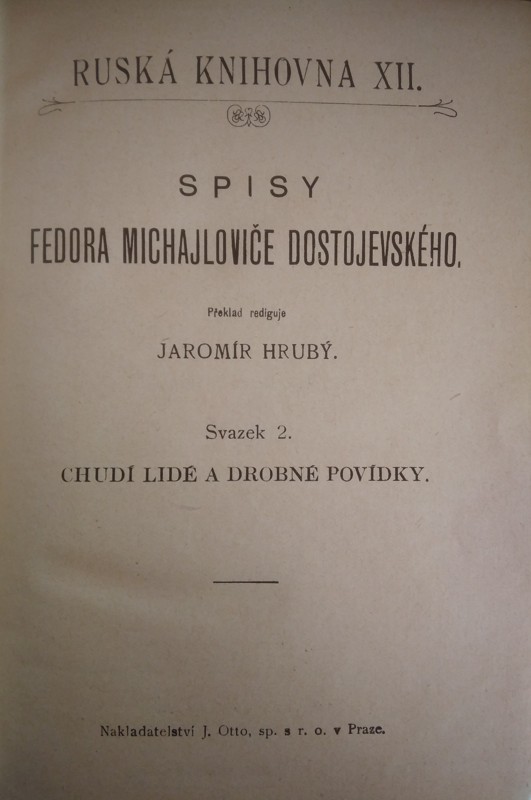 RUSKÁ KNIHOVNA XII.
SPISY
FEDORA MICHAJLOVIČE DOSTOJEVSKÉHO.
Překlad rediguje
JAROMÍR HRUBÝ.
Svazek 2.
CHUDÍ LIDÉ A DROBNÉ POVÍDKY.
Nakladatelství J. Otto, sp. s r. o. v Praze.